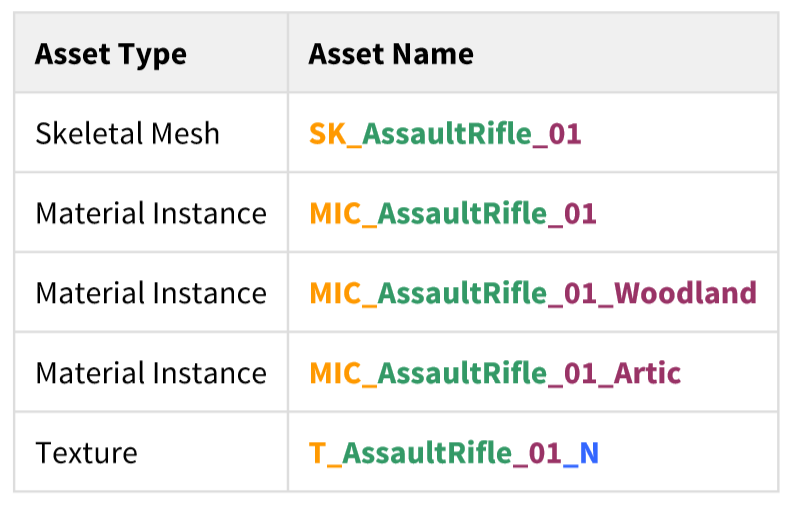 Asset Type Asset Name
Skeletal Mesh SK_AssaultRifle_01
Material Instance MIC_AssaultRifle_01
Material Instance MIC_AssaultRifle_01_Woodland
Material Instance MIC_AssaultRifle_01_Artic
Texture T_AssaultRifle_01_N